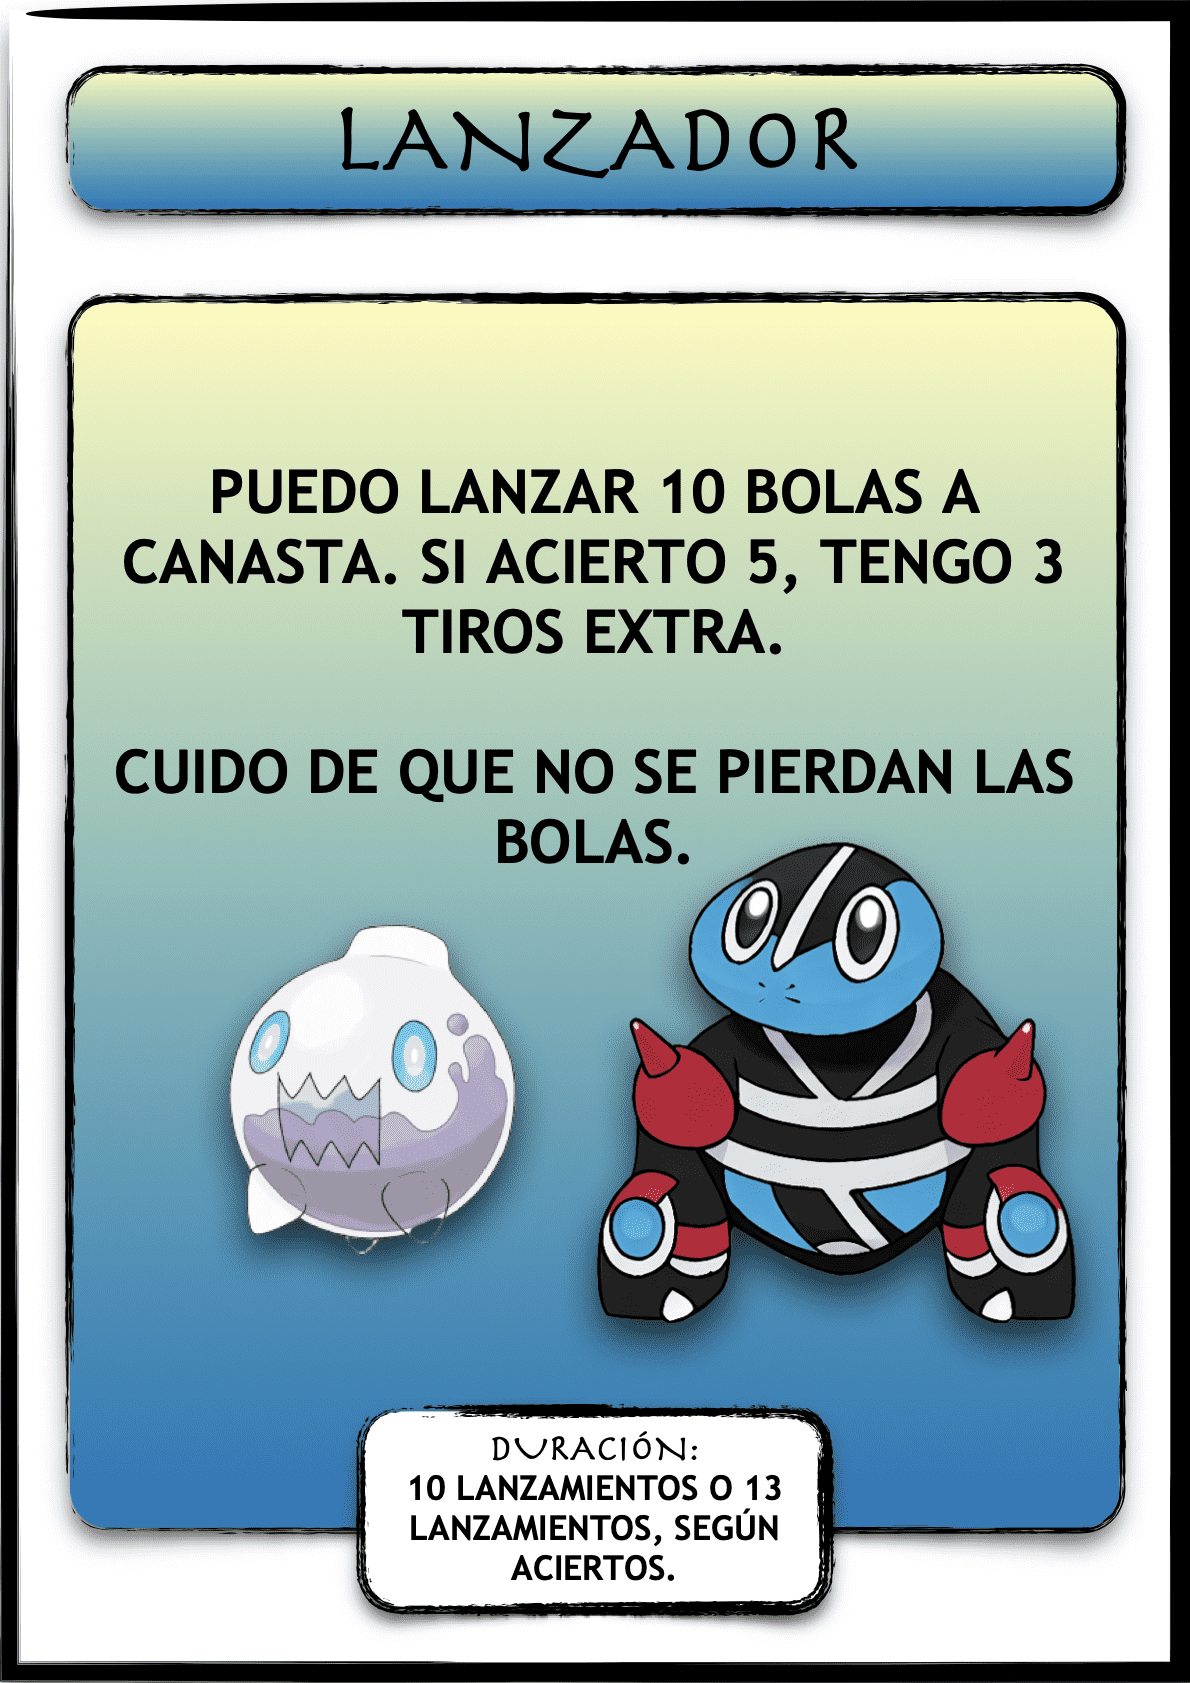 LANZADOR
PUEDO LANZAR 10 BOLAS A
CANASTA. SI ACIERTO 5, TENGO 3
TIROS EXTRA.
CUIDO DE QUE NO SE PIERDAN LAS
BOLAS.
DURACIÓN:
10 LANZAMIENTOS O 13
LANZAMIENTOS, SEGÚN
ACIERTOS.